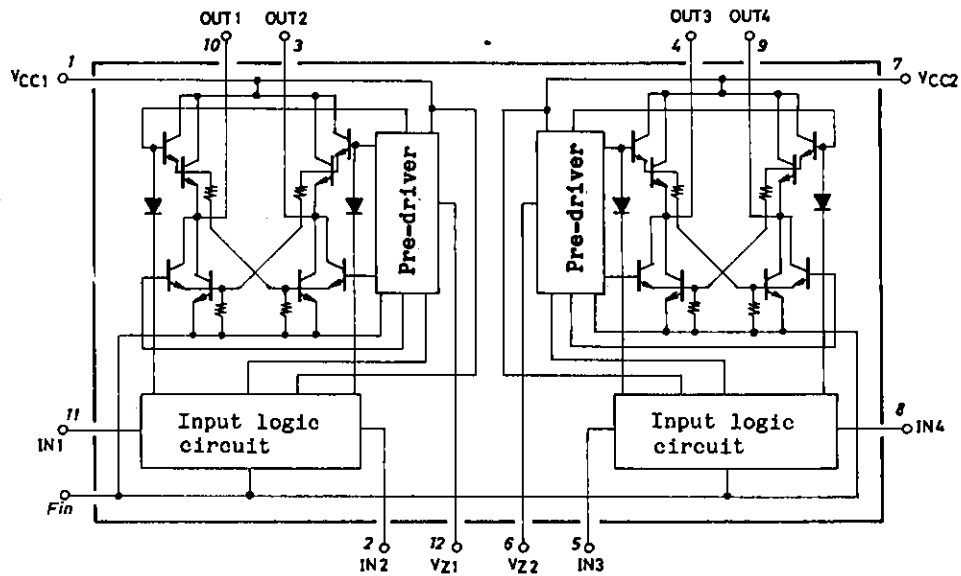 OUT1 OUT2 OUT3 OUT4
10 3 4 9
1 7
VCC1 VCC2
Pre-driver Pre-driver
11 8
IN1 Input logic circuit Input logic circuit IN4
Fin
2 12 6 5
IN2 VZ1 VZ2 IN3